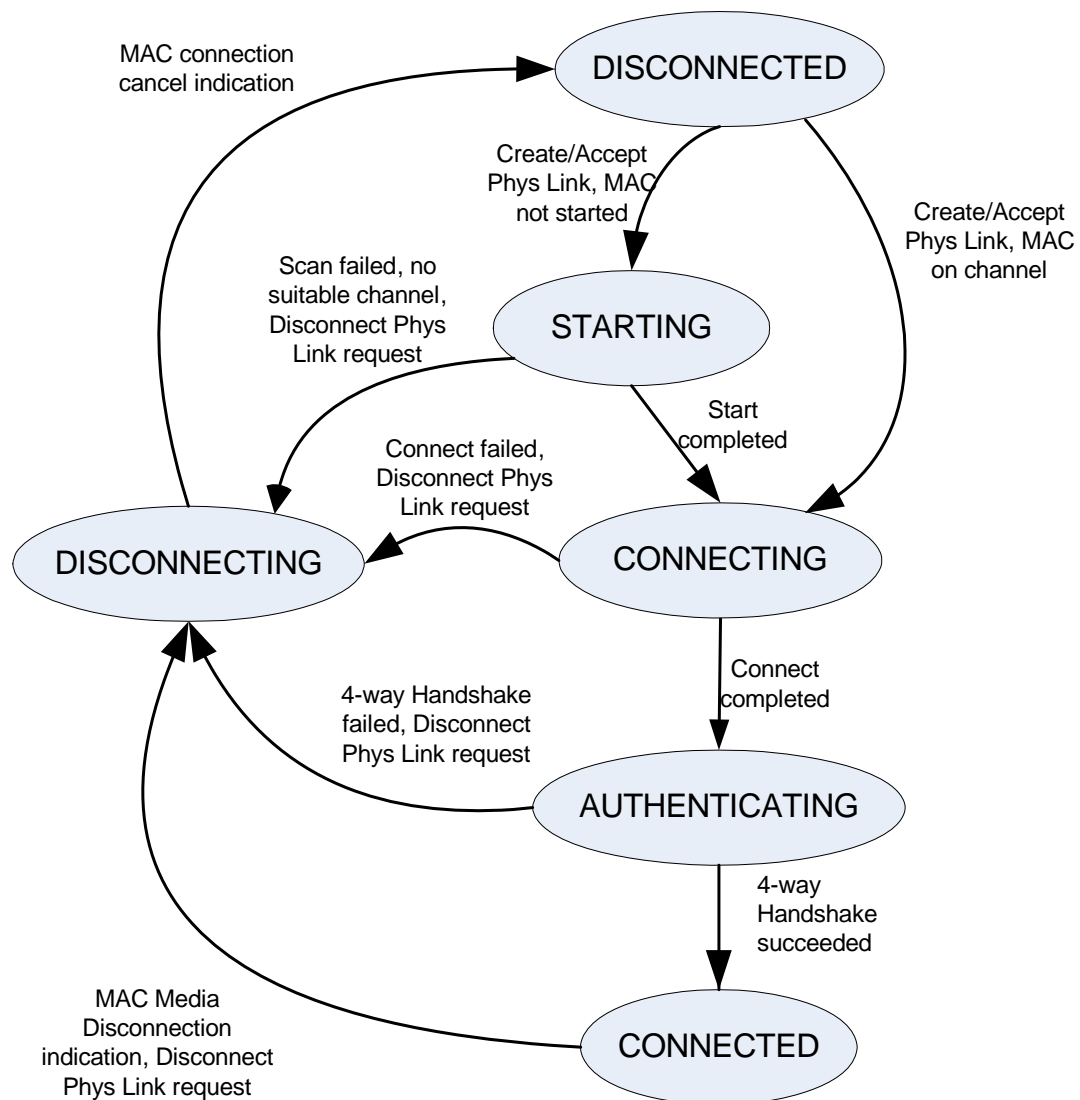 MAC connection
cancel indication
DISCONNECTED
Create/Accept
Phys Link, MAC
not started
Create/Accept
Phys Link, MAC
on channel
Scan failed, no
suitable channel,
Disconnect Phys
Link request
STARTING
Start
completed
Connect failed,
Disconnect Phys
Link request
DISCONNECTING
CONNECTING
Connect
completed
4-way Handshake
failed, Disconnect
Phys Link request
AUTHENTICATING
4-way
Handshake
succeeded
MAC Media
Disconnection
indication, Disconnect
Phys Link request
CONNECTED